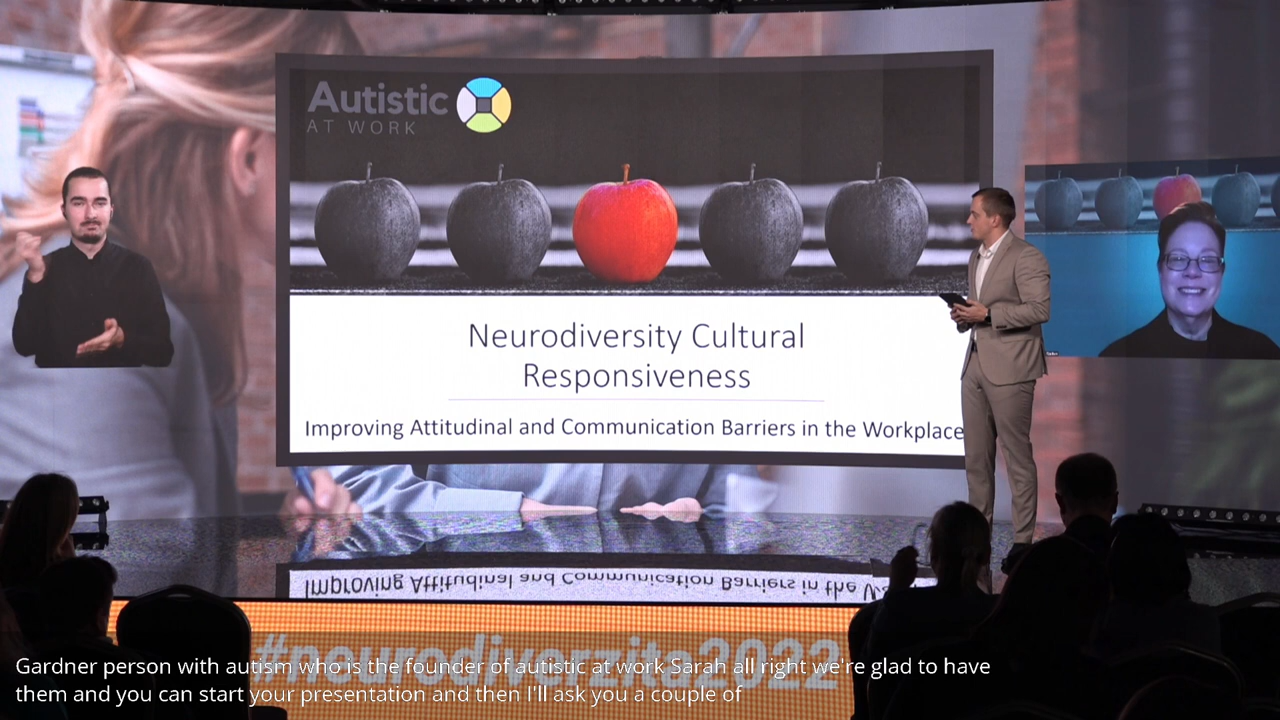 Autistic
AT WORK
Neurodiversity Cultural
Responsiveness
Improving Attitudinal and Communication Barriers in the Workplace
Improving Attitudinal and Communication Barriers in the
#neurodiverzita2022
Gardner person with autism who is the founder of autistic at work Sarah all right we're glad to have
them and you can start your presentation and then I'll ask you a couple of